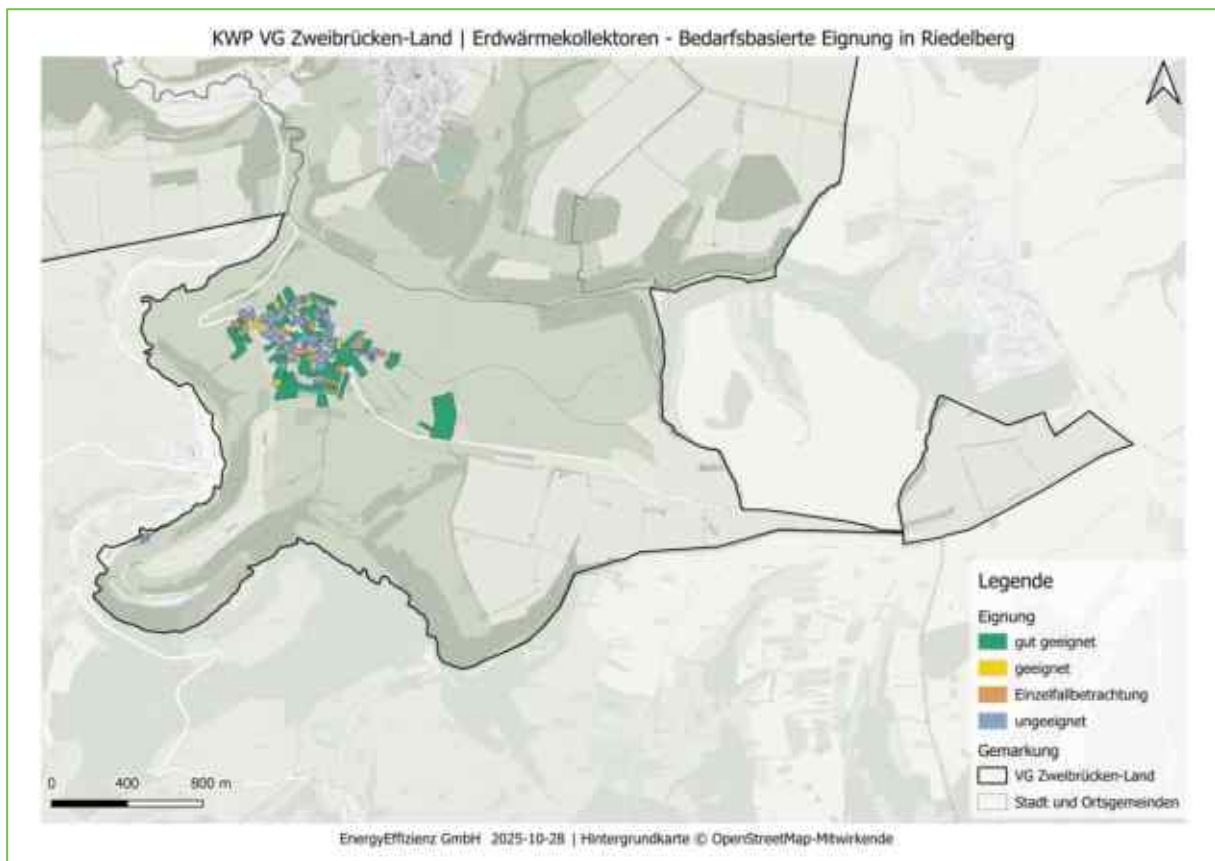 KWP VG Zweibrücken-Land | Erdwärmekollektoren - Bedarfsbasierte Eignung in Riedelberg
Legende
Eignung
gut geeignet
geeignet
Einzelfallbetrachtung
ungeeignet
Gemarkung
VG Zweibrücken-Land
Stadt und Ortsgemeinden
0 400 800 m
EnergyEffizienz GmbH 2025-10-28 | Hintergrundkarte © OpenStreetMap-Mitwirkende